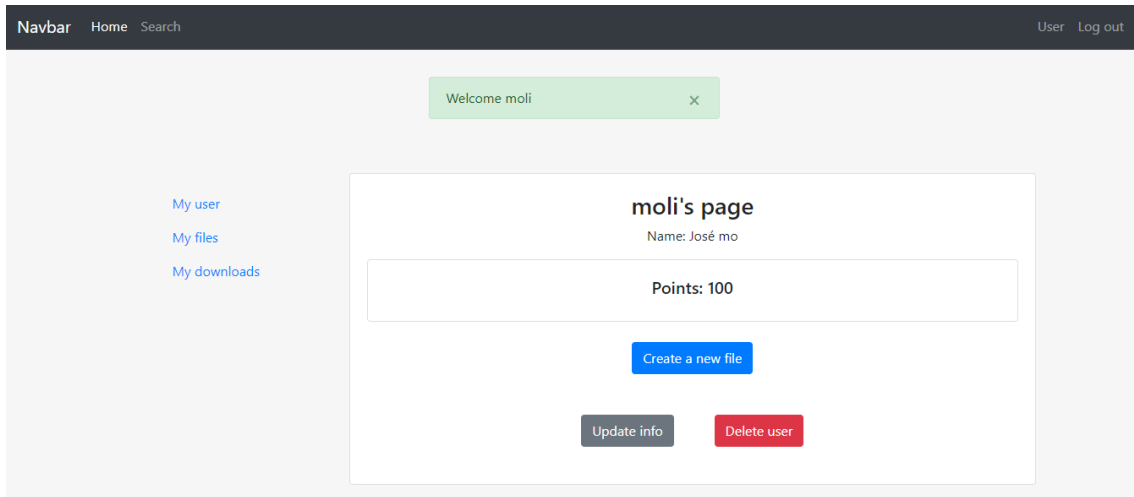 Navbar Home Search User Log out
Welcome moli ×
My user
My files
My downloads
moli's page
Name: José mo
Points: 100
Create a new file
Update info Delete user